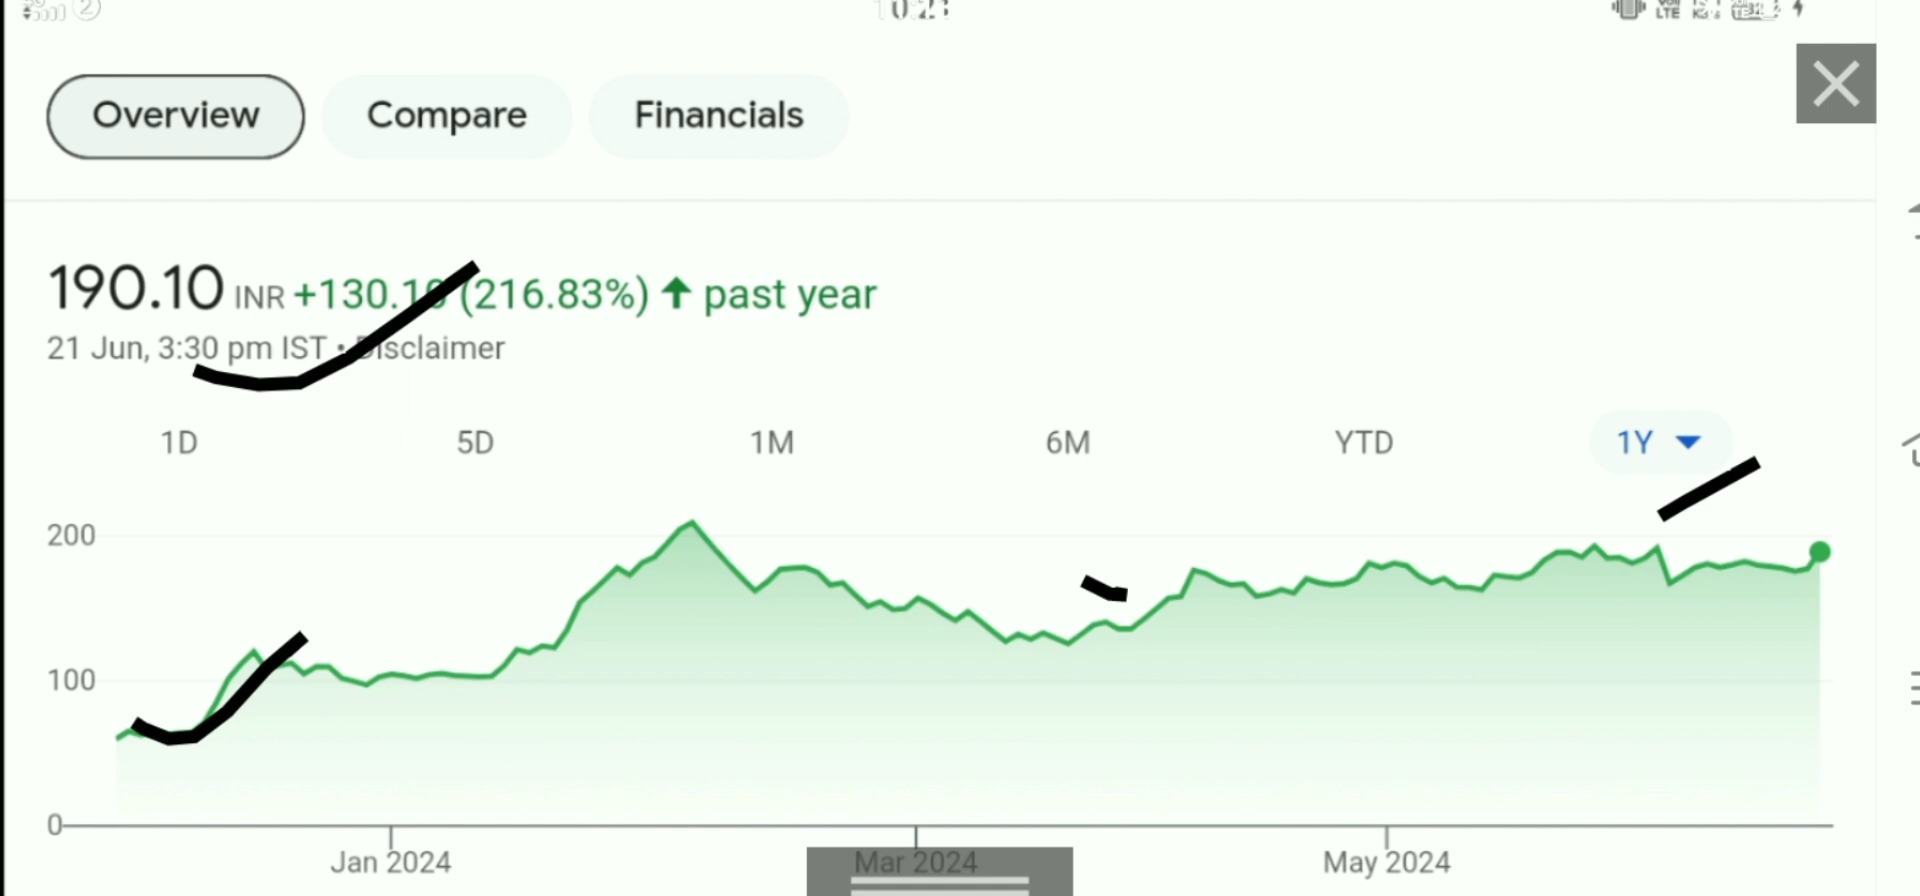 Overview Compare Financials
190.10 INR +130.10 (216.83%) past year
21 Jun, 3:30 pm IST • Disclaimer
1D 5D 1M 6M YTD 1Y
200
100
0
Jan 2024 Mar 2024 May 2024